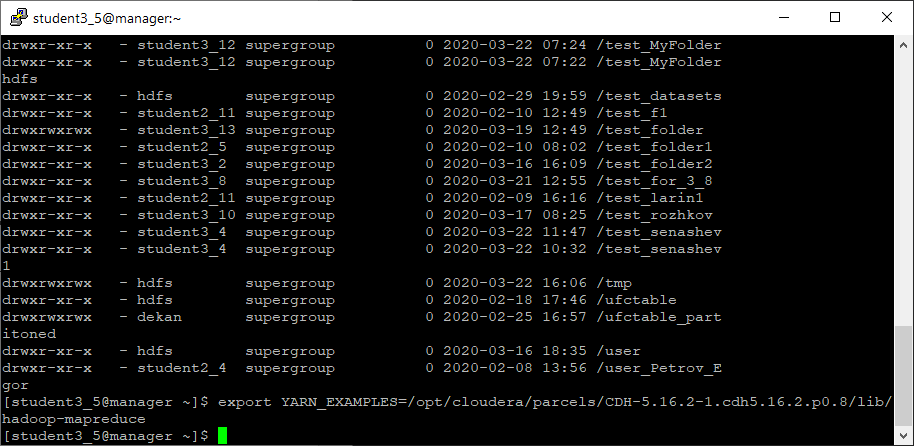 student3_5@manager:~
drwxr-xr-x   - student3_12 supergroup          0 2020-03-22 07:24 /test_MyFolder
drwxr-xr-x   - student3_12 supergroup          0 2020-03-22 07:22 /test_MyFolder
hdfs
drwxr-xr-x   - hdfs        supergroup          0 2020-02-29 19:59 /test_datasets
drwxr-xr-x   - student2_11 supergroup          0 2020-02-10 12:49 /test_f1
drwxrwxrwx   - student3_13 supergroup          0 2020-03-19 12:49 /test_folder
drwxr-xr-x   - student2_5  supergroup          0 2020-02-10 08:02 /test_folder1
drwxr-xr-x   - student3_2  supergroup          0 2020-03-16 16:09 /test_folder2
drwxr-xr-x   - student3_8  supergroup          0 2020-03-21 12:55 /test_for_3_8
drwxr-xr-x   - student2_11 supergroup          0 2020-02-09 16:16 /test_larin1
drwxr-xr-x   - student3_10 supergroup          0 2020-03-17 08:25 /test_rozhkov
drwxr-xr-x   - student3_4  supergroup          0 2020-03-22 11:47 /test_senashev
drwxr-xr-x   - student3_4  supergroup          0 2020-03-22 10:32 /test_senashev
1
drwxrwxrwx   - hdfs        supergroup          0 2020-03-22 16:06 /tmp
drwxr-xr-x   - hdfs        supergroup          0 2020-02-18 17:46 /ufctable
drwxrwxrwx   - dekan       supergroup          0 2020-02-25 16:57 /ufctable_part
itoned
drwxr-xr-x   - hdfs        supergroup          0 2020-03-16 18:35 /user
drwxr-xr-x   - student2_4  supergroup          0 2020-02-08 13:56 /user_Petrov_E
gor
[student3_5@manager ~]$ export YARN_EXAMPLES=/opt/cloudera/parcels/CDH-5.16.2-1.cdh5.16.2.p0.8/lib/
hadoop-mapreduce
[student3_5@manager ~]$